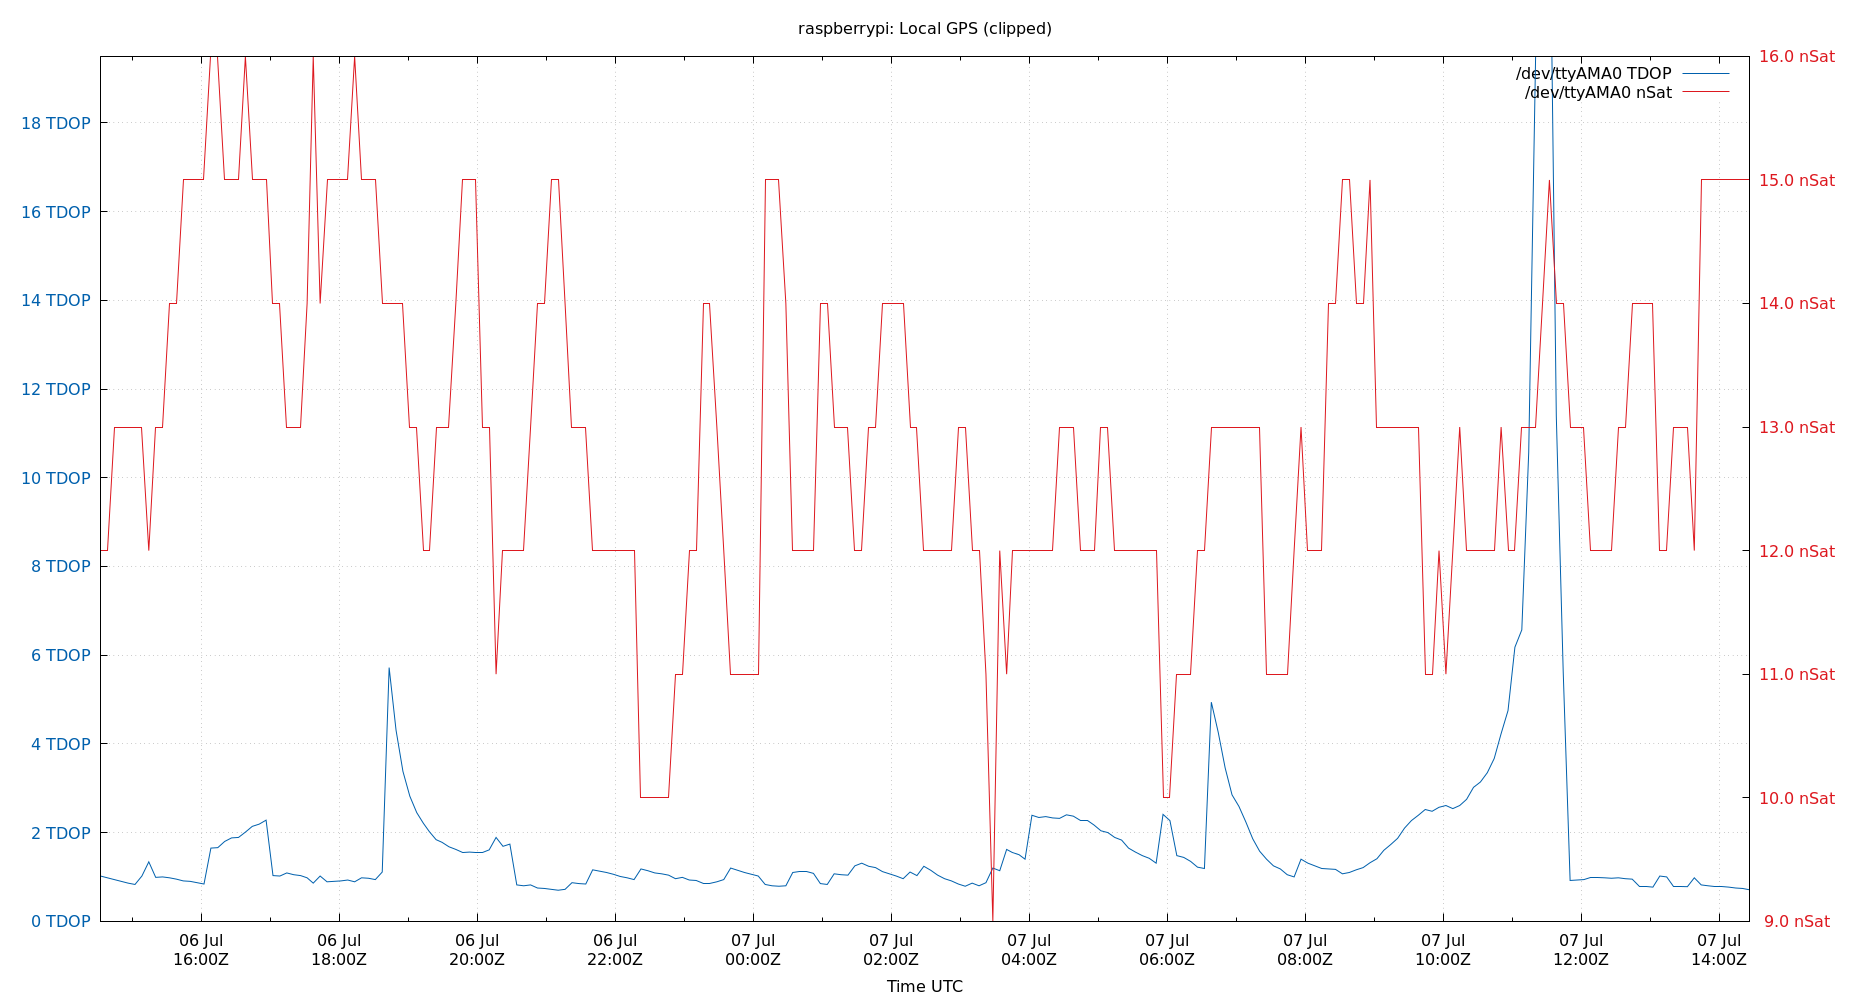 raspberrypi: Local GPS (clipped)
/dev/ttyAMA0 TDOP
/dev/ttyAMA0 nSat
18 TDOP
16 TDOP
14 TDOP
12 TDOP
10 TDOP
8 TDOP
6 TDOP
4 TDOP
2 TDOP
0 TDOP
16.0 nSat
15.0 nSat
14.0 nSat
13.0 nSat
12.0 nSat
11.0 nSat
10.0 nSat
9.0 nSat
06 Jul 06 Jul 06 Jul 06 Jul 07 Jul 07 Jul 07 Jul 07 Jul 07 Jul 07 Jul 07 Jul 07 Jul
16:00Z 18:00Z 20:00Z 22:00Z 00:00Z 02:00Z 04:00Z 06:00Z 08:00Z 10:00Z 12:00Z 14:00Z
Time UTC